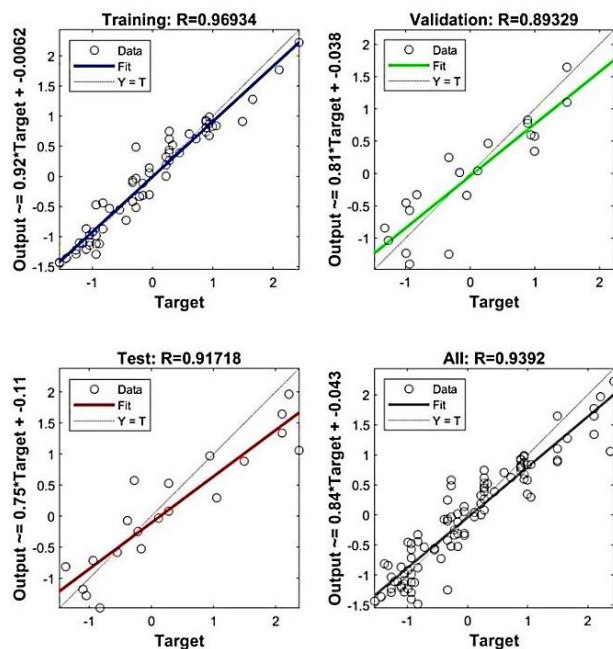 Training: R=0.96934
Output ~= 0.92*Target + -0.0062
Data
Fit
Y = T
2
1.5
1
0.5
0
-0.5
-1
-1.5
-1 0 1 2
Target
Validation: R=0.89329
Output ~= 0.81*Target + -0.038
Data
Fit
Y = T
2
1.5
1
0.5
0
-0.5
-1
-1 0 1 2
Target
Test: R=0.91718
Output ~= 0.75*Target + -0.11
Data
Fit
Y = T
2
1.5
1
0.5
0
-0.5
-1
-1 0 1 2
Target
All: R=0.9392
Output ~= 0.84*Target + -0.043
Data
Fit
Y = T
2
1.5
1
0.5
0
-0.5
-1
-1.5
-1 0 1 2
Target